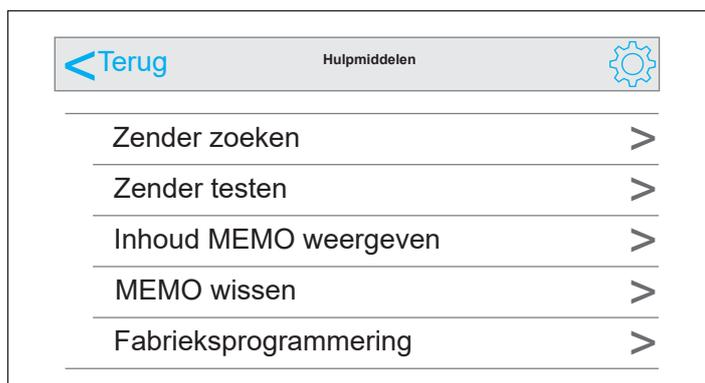 <Terug Hulpmiddelen
Zender zoeken >
Zender testen >
Inhoud MEMO weergeven >
MEMO wissen >
Fabrieksprogrammering >